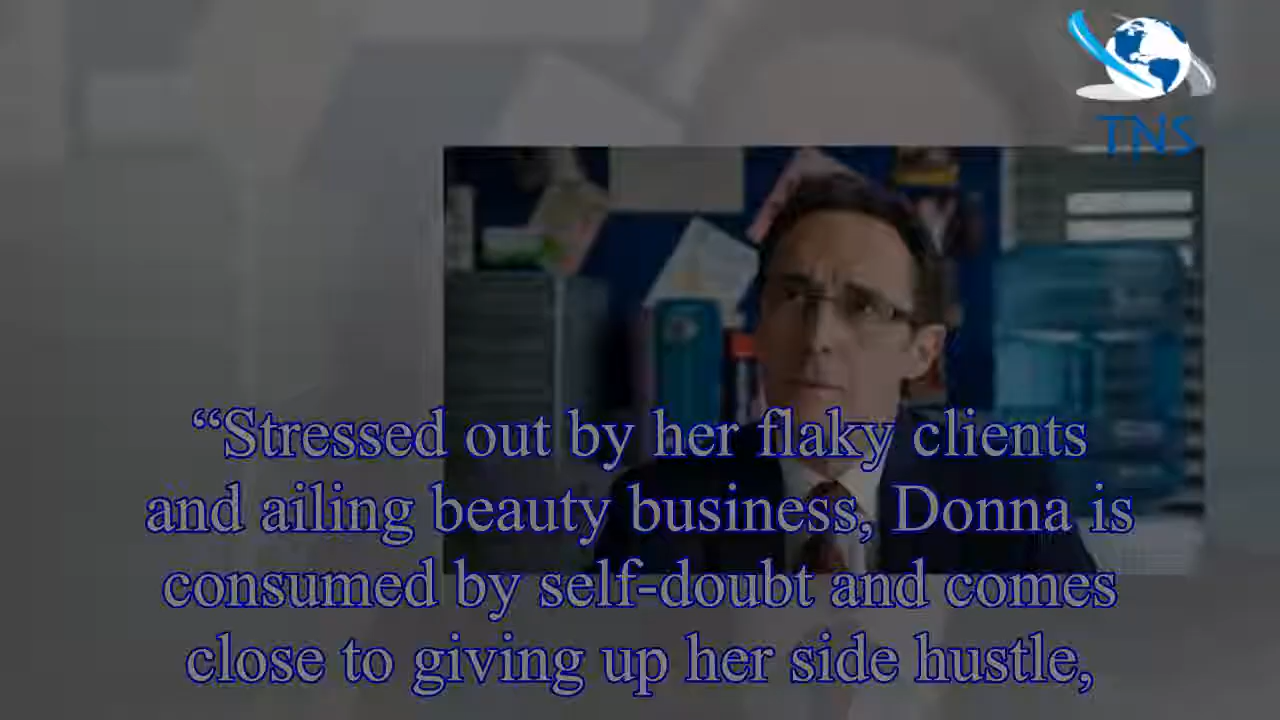 TNS
“Stressed out by her flaky clients
and ailing beauty business, Donna is
consumed by self-doubt and comes
close to giving up her side hustle,